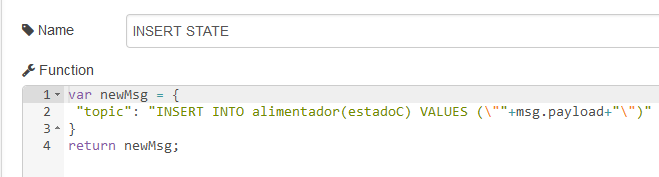 Name
INSERT STATE
Function
1 var newMsg = {
2 "topic": "INSERT INTO alimentador(estadoC) VALUES (\""+msg.payload+"\")"
3 }
4 return newMsg;